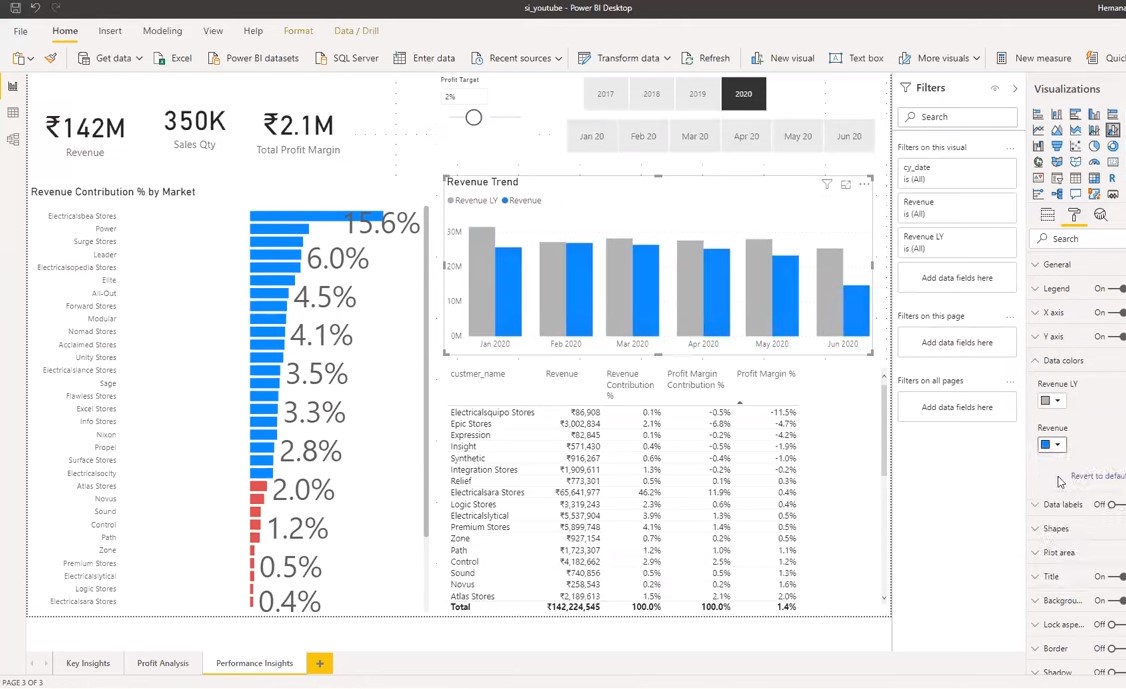 si_youtube - Power BI Desktop
Hemana
File Home Insert Modeling View Help Format Data / Drill
Get data Excel Power BI datasets SQL Server Enter data Recent sources Transform data Refresh New visual Text box More visuals New measure Quic
₹142M
Revenue
350K
Sales Qty
₹2.1M
Total Profit Margin
Profit Target
2%
2017 2018 2019 2020
Jan 20 Feb 20 Mar 20 Apr 20 May 20 Jun 20
Revenue Contribution % by Market
Electricalsbea Stores
Power
Surge Stores
Leader
Electricalsopedia Stores
Elite
All-Out
Forward Stores
Modular
Nomad Stores
Acclaimed Stores
Unity Stores
Electricalslance Stores
Sage
Flawless Stores
Excel Stores
Info Stores
Nixon
Propel
Surface Stores
Electricalsocity
Atlas Stores
Novus
Sound
Control
Path
Zone
Premium Stores
Electricalslytical
Logic Stores
Electricalsara Stores
15.6%
6.0%
4.5%
4.1%
3.5%
3.3%
2.8%
2.0%
1.2%
0.5%
0.4%
Revenue Trend
Revenue LY Revenue
30M
20M
10M
0M
Jan 2020 Feb 2020 Mar 2020 Apr 2020 May 2020 Jun 2020
custmer_name Revenue Revenue Contribution % Profit Margin Contribution % Profit Margin %
Electricalsquipo Stores ₹86,908 0.1% -0.5% -11.5%
Epic Stores ₹3,002,834 2.1% -6.8% -4.7%
Expression ₹82,845 0.1% -0.2% -4.2%
Insight ₹571,430 0.4% -0.5% -1.9%
Synthetic ₹916,267 0.6% -0.4% -1.0%
Integration Stores ₹1,909,611 1.3% -0.2% -0.2%
Relief ₹773,301 0.5% 0.1% 0.3%
Electricalsara Stores ₹65,641,977 46.2% 11.9% 0.4%
Logic Stores ₹3,319,243 2.3% 0.6% 0.4%
Electricalslytical ₹5,537,904 3.9% 1.3% 0.5%
Premium Stores ₹5,899,748 4.1% 1.4% 0.5%
Zone ₹927,154 0.7% 0.2% 0.5%
Path ₹1,723,307 1.2% 1.0% 1.1%
Control ₹4,182,662 2.9% 2.5% 1.2%
Sound ₹740,856 0.5% 0.5% 1.3%
Novus ₹258,543 0.2% 0.2% 1.6%
Atlas Stores ₹2,189,613 1.5% 2.1% 2.0%
Total ₹142,224,545 100.0% 100.0% 1.4%
Filters
Search
Filters on this visual
cy_date
is (All)
Revenue
is (All)
Revenue LY
is (All)
Add data fields here
Filters on this page
Add data fields here
Filters on all pages
Add data fields here
Visualizations
R
Search
General
Legend On
X axis On
Y axis On
Data colors
Revenue LY
Revenue
Revert to defaul
Data labels Off
Shapes
Plot area
Title On
Backgrou... On
Lock aspe... Off
Border Off
Shadow Off
Key Insights Profit Analysis Performance Insights +
PAGE 3 OF 3